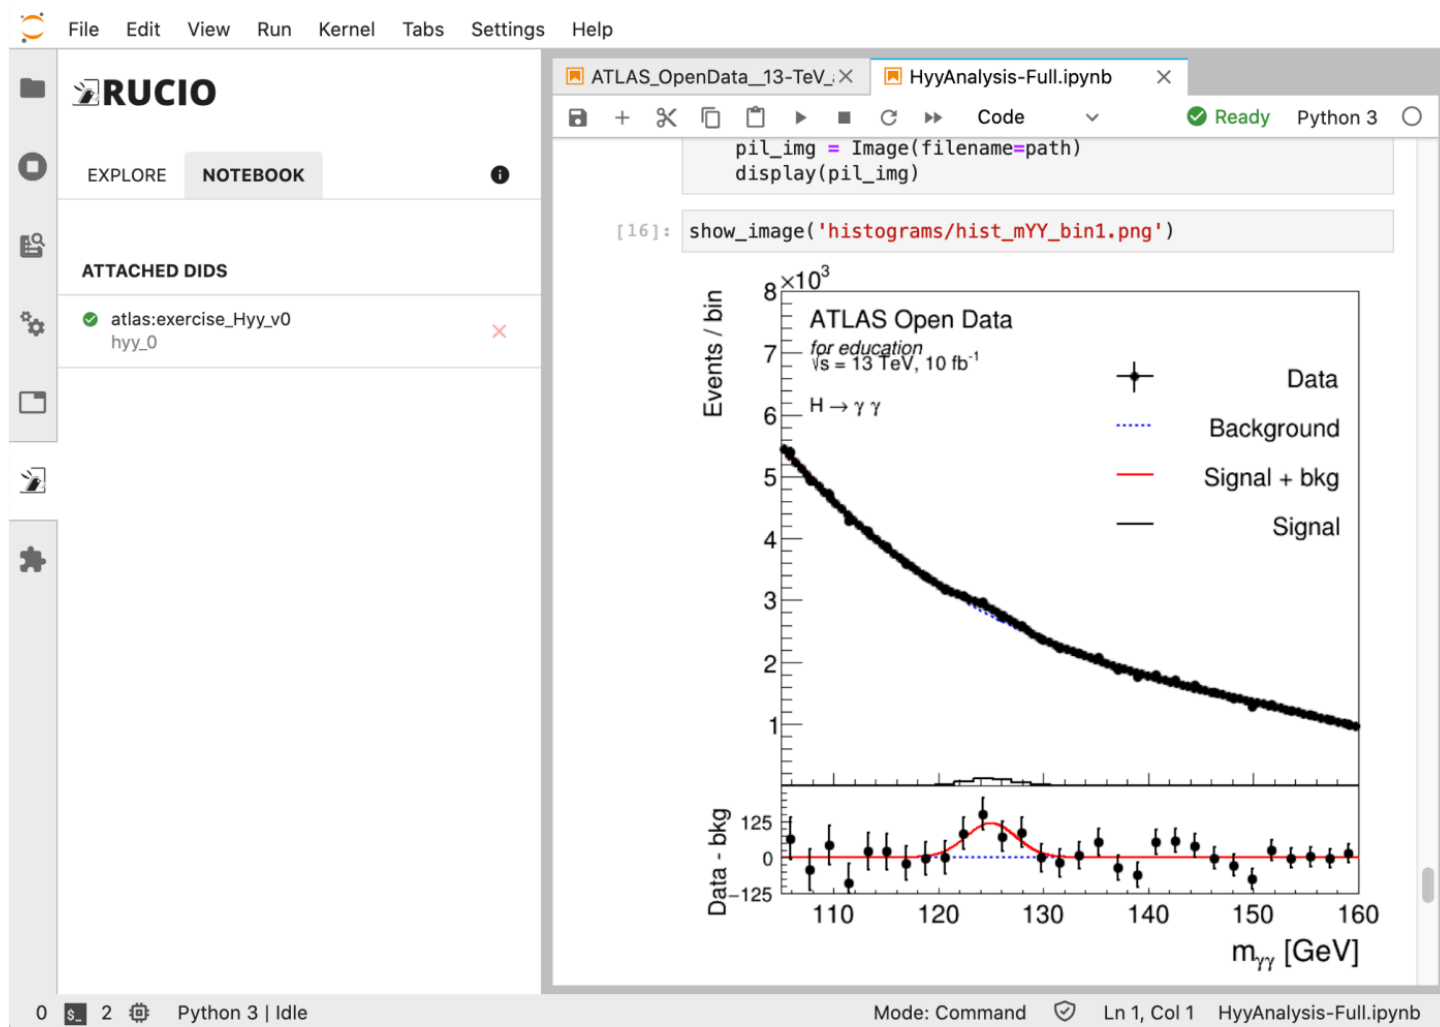 File Edit View Run Kernel Tabs Settings Help
RUCIO
EXPLORE NOTEBOOK
ATTACHED DIDS
atlas:exercise_Hyy_v0
hyy_0
ATLAS_OpenData__13-TeV_ HyyAnalysis-Full.ipynb
Code Ready Python 3
pil_img = Image(filename=path)
display(pil_img)
[16]: show_image('histograms/hist_mYY_bin1.png')
×10³
Events / bin
8
7
6
5
4
3
2
1
ATLAS Open Data
for education
√s = 13 TeV, 10 fb⁻¹
H → γ γ
Data
Background
Signal + bkg
Signal
Data - bkg
125
0
−125
110 120 130 140 150 160
mγγ [GeV]
0 $_ 2 Python 3 | Idle Mode: Command Ln 1, Col 1 HyyAnalysis-Full.ipynb